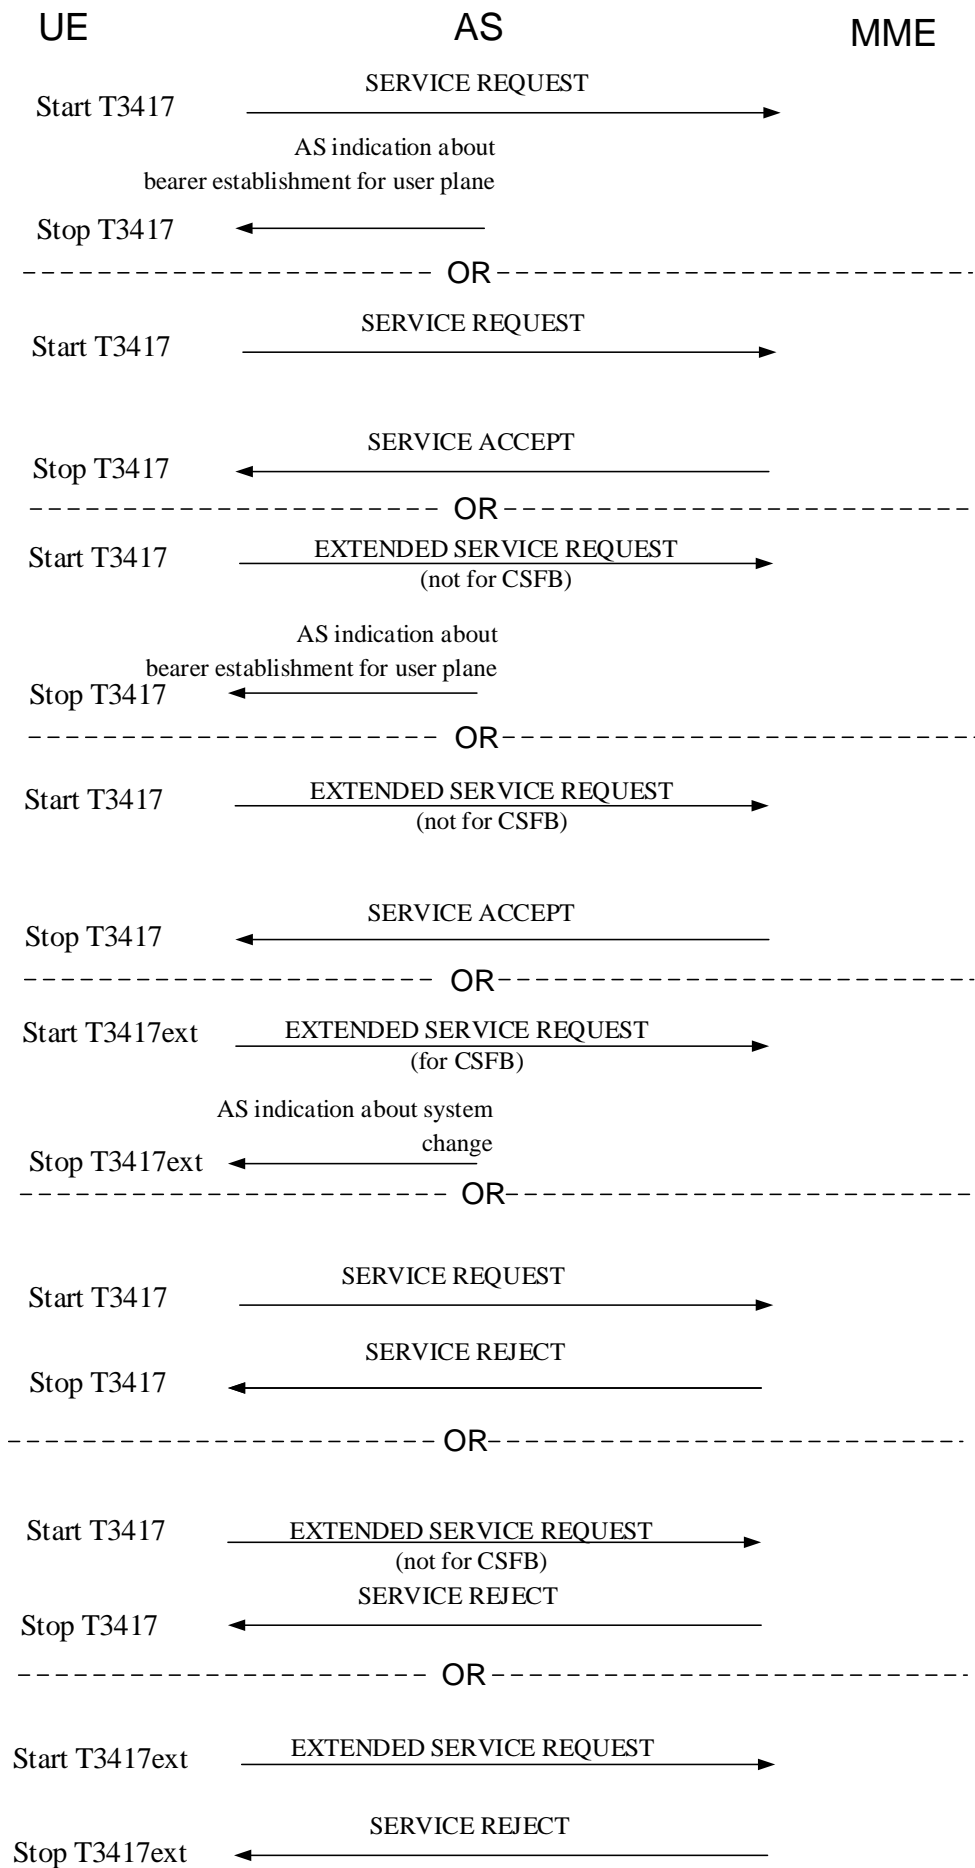 UE AS MME
SERVICE REQUEST
Start T3417
AS indication about
bearer establishment for user plane
Stop T3417
OR
SERVICE REQUEST
Start T3417
SERVICE ACCEPT
Stop T3417
OR
Start T3417
EXTENDED SERVICE REQUEST
(not for CSFB)
AS indication about
bearer establishment for user plane
Stop T3417
OR
Start T3417
EXTENDED SERVICE REQUEST
(not for CSFB)
SERVICE ACCEPT
Stop T3417
OR
Start T3417ext
EXTENDED SERVICE REQUEST
(for CSFB)
AS indication about system
change
Stop T3417ext
OR
SERVICE REQUEST
Start T3417
SERVICE REJECT
Stop T3417
OR
Start T3417
EXTENDED SERVICE REQUEST
(not for CSFB)
SERVICE REJECT
Stop T3417
OR
EXTENDED SERVICE REQUEST
Start T3417ext
SERVICE REJECT
Stop T3417ext